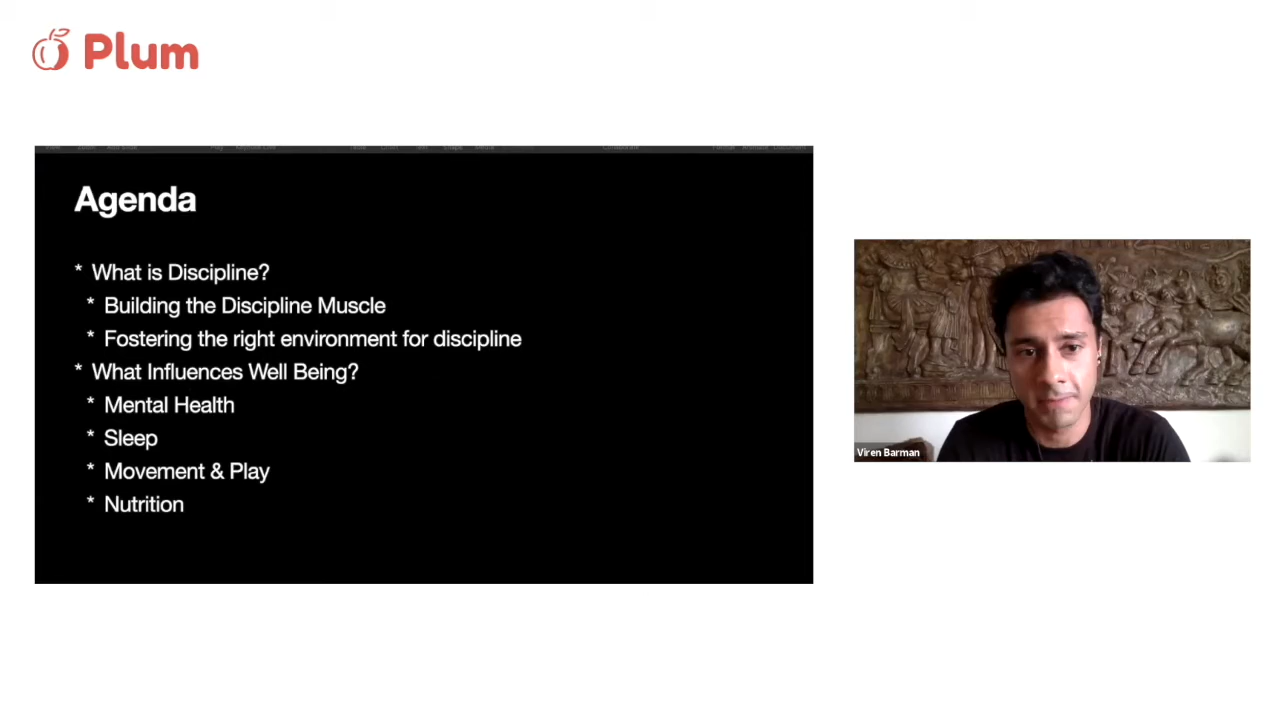 Plum
Agenda
* What is Discipline?
* Building the Discipline Muscle
* Fostering the right environment for discipline
* What Influences Well Being?
* Mental Health
* Sleep
* Movement & Play
* Nutrition
Viren Barman